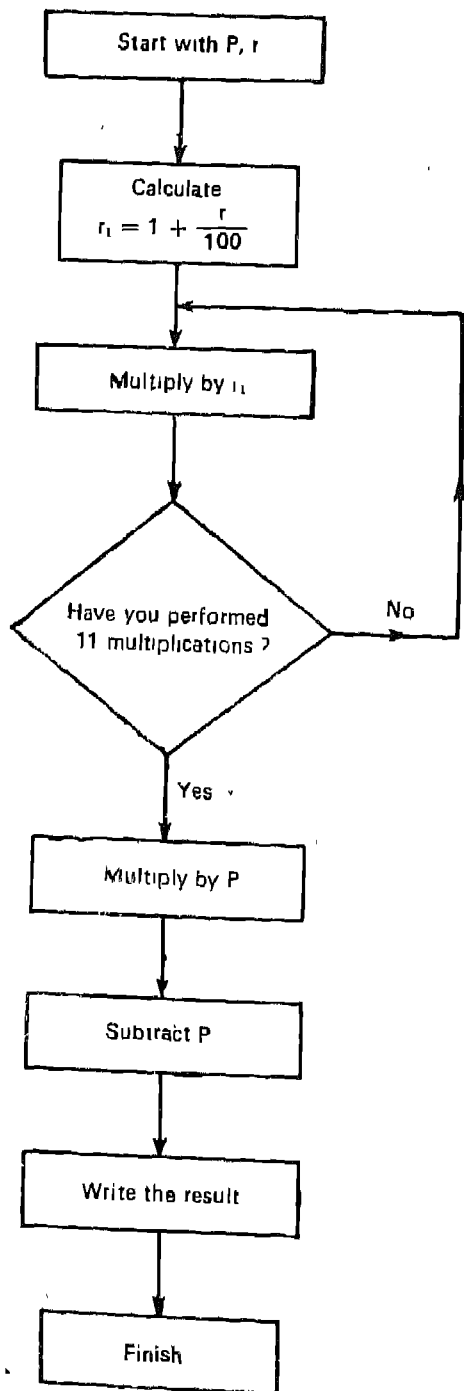 Start with P, r
Calculate
r₁ = 1 + r/100
Multiply by r₁
Have you performed
11 multiplications ?
No
Yes
Multiply by P
Subtract P
Write the result
Finish